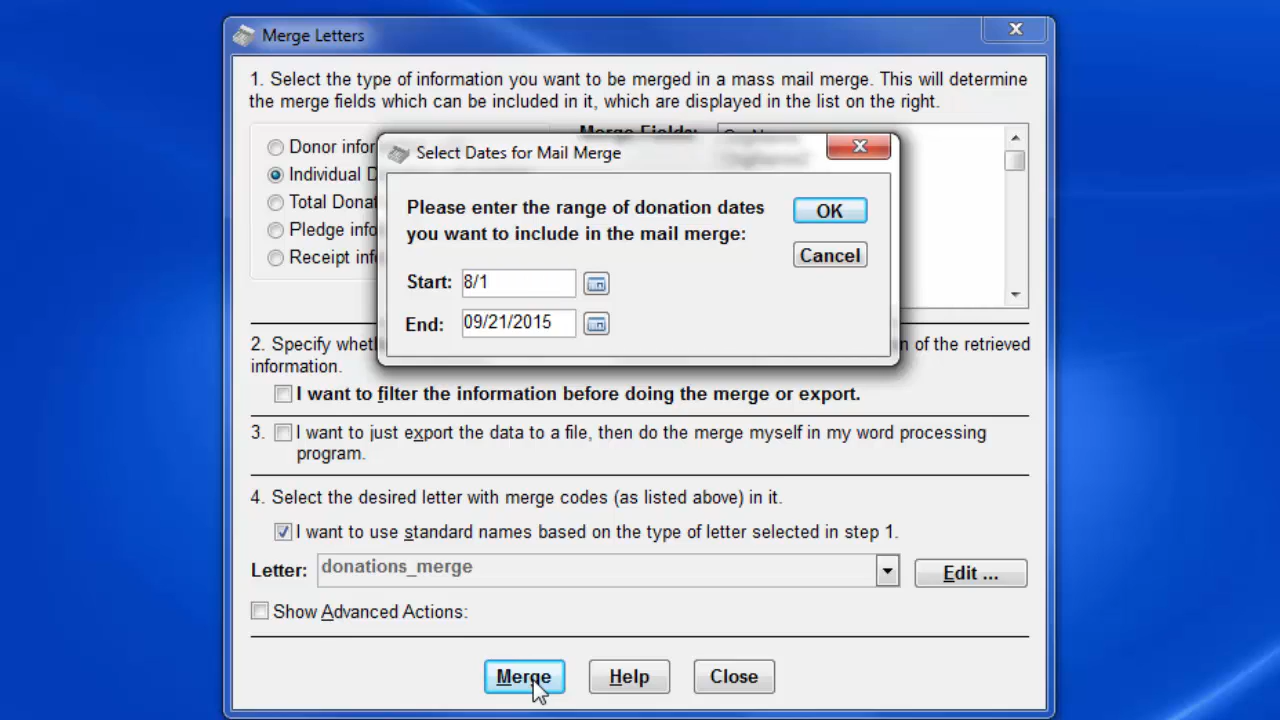 Merge Letters
1. Select the type of information you want to be merged in a mass mail merge. This will determine
the merge fields which can be included in it, which are displayed in the list on the right.
Merge Fields:
Donor infor
Individual D
Total Donat
Pledge info
Receipt inf
Select Dates for Mail Merge
Please enter the range of donation dates
you want to include in the mail merge:
OK
Cancel
Start: 8/1
End: 09/21/2015
2. Specify whet n of the retrieved
information.
I want to filter the information before doing the merge or export.
3. I want to just export the data to a file, then do the merge myself in my word processing
program.
4. Select the desired letter with merge codes (as listed above) in it.
I want to use standard names based on the type of letter selected in step 1.
Letter: donations_merge Edit ...
Show Advanced Actions:
Merge Help Close